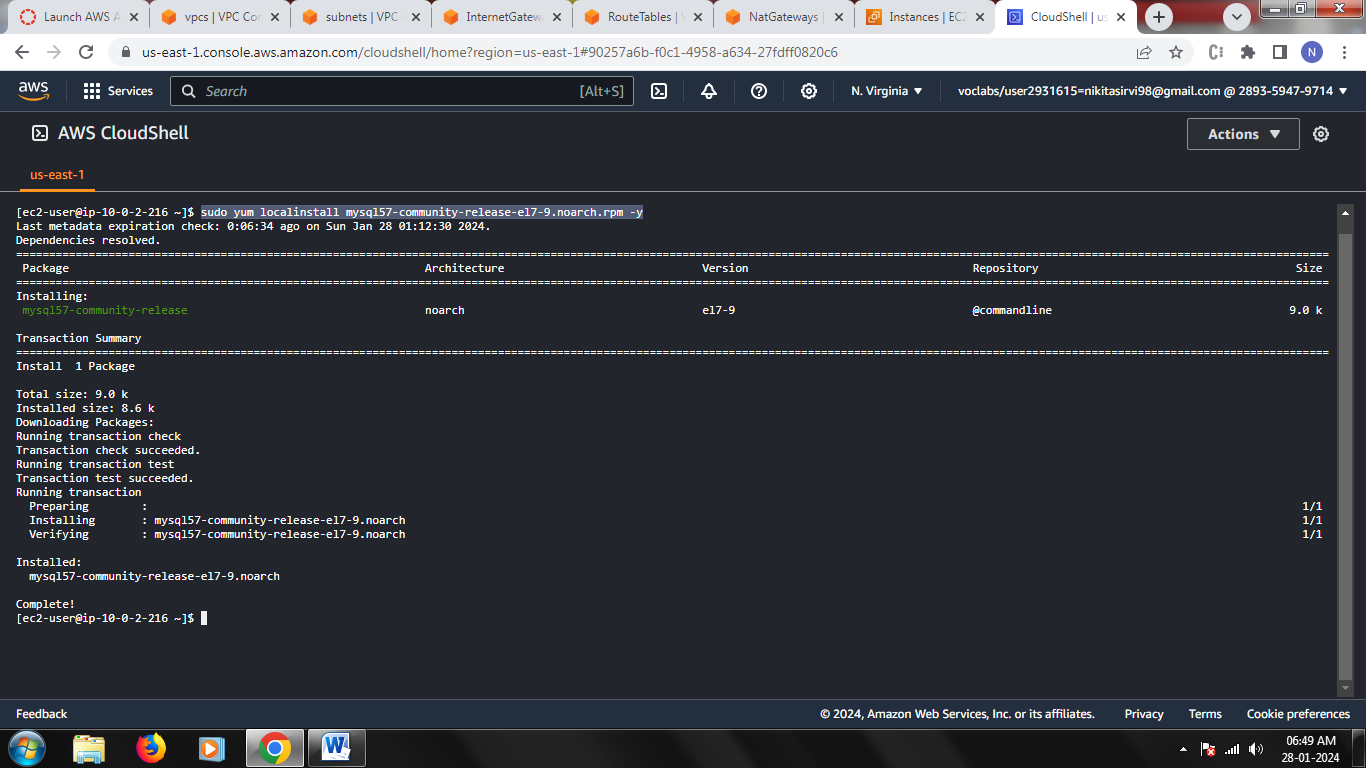 Launch AWS A
vpcs | VPC Con
subnets | VPC
InternetGatewa
RouteTables |
NatGateways |
Instances | EC2
CloudShell | us
us-east-1.console.aws.amazon.com/cloudshell/home?region=us-east-1#90257a6b-f0c1-4958-a634-27fdff0820c6
N
aws
Services
Search
[Alt+S]
N. Virginia
voclabs/user2931615=nikitasirvi98@gmail.com @ 2893-5947-9714
AWS CloudShell
Actions
us-east-1
[ec2-user@ip-10-0-2-216 ~]$ sudo yum localinstall mysql57-community-release-el7-9.noarch.rpm -y
Last metadata expiration check: 0:06:34 ago on Sun Jan 28 01:12:30 2024.
Dependencies resolved.
Package Architecture Version Repository Size
Installing:
mysql57-community-release noarch el7-9 @commandline 9.0 k
Transaction Summary
Install  1 Package
Total size: 9.0 k
Installed size: 8.6 k
Downloading Packages:
Running transaction check
Transaction check succeeded.
Running transaction test
Transaction test succeeded.
Running transaction
Preparing : 1/1
Installing : mysql57-community-release-el7-9.noarch 1/1
Verifying : mysql57-community-release-el7-9.noarch 1/1
Installed:
mysql57-community-release-el7-9.noarch
Complete!
[ec2-user@ip-10-0-2-216 ~]$
Feedback
© 2024, Amazon Web Services, Inc. or its affiliates.
Privacy
Terms
Cookie preferences
06:49 AM
28-01-2024